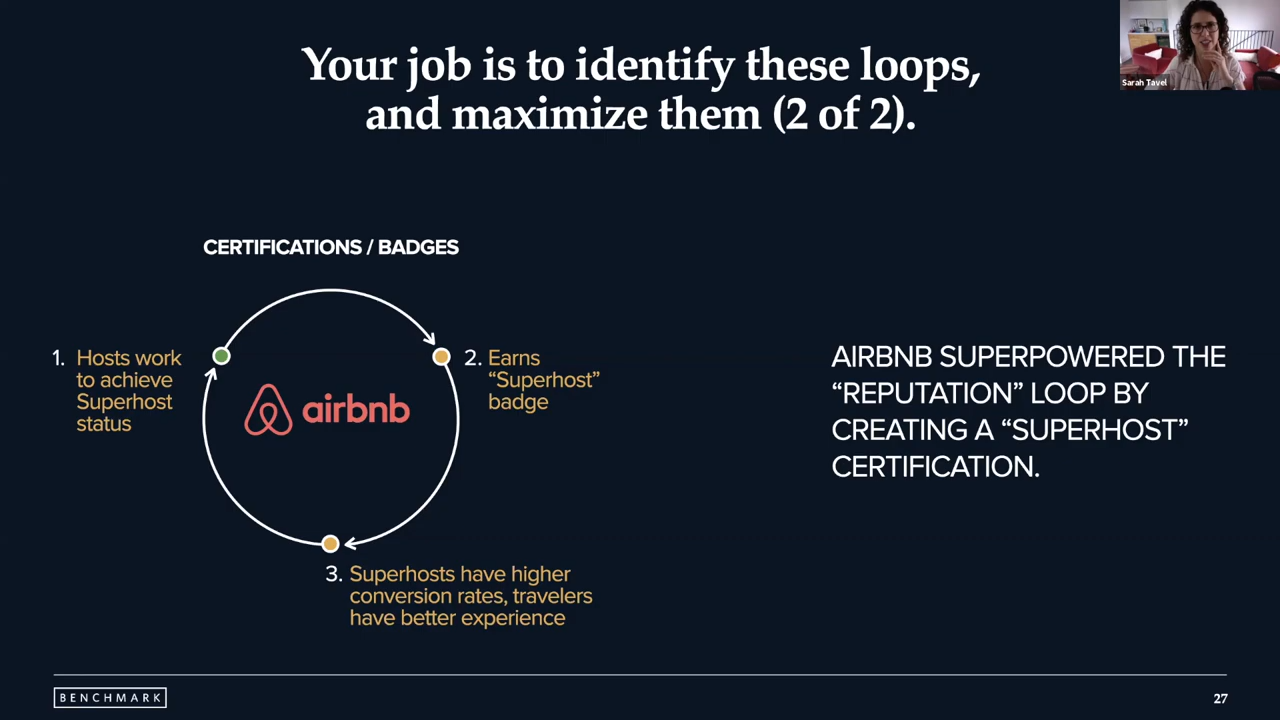 Your job is to identify these loops,
and maximize them (2 of 2).
Sarah Tavel
CERTIFICATIONS / BADGES
1. Hosts work
to achieve
Superhost
status
2. Earns
“Superhost”
badge
airbnb
3. Superhosts have higher
conversion rates, travelers
have better experience
AIRBNB SUPERPOWERED THE
“REPUTATION” LOOP BY
CREATING A “SUPERHOST”
CERTIFICATION.
BENCHMARK
27